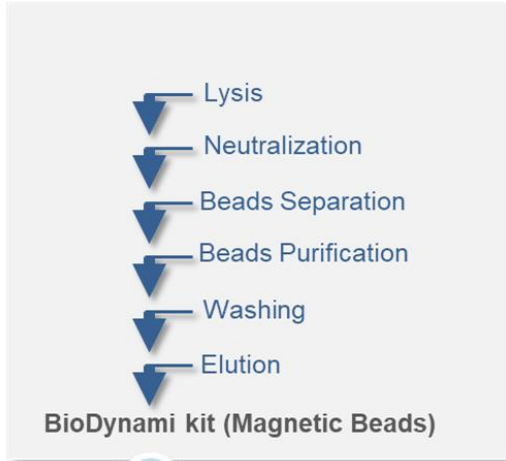 Lysis
Neutralization
Beads Separation
Beads Purification
Washing
Elution
BioDynami kit (Magnetic Beads)